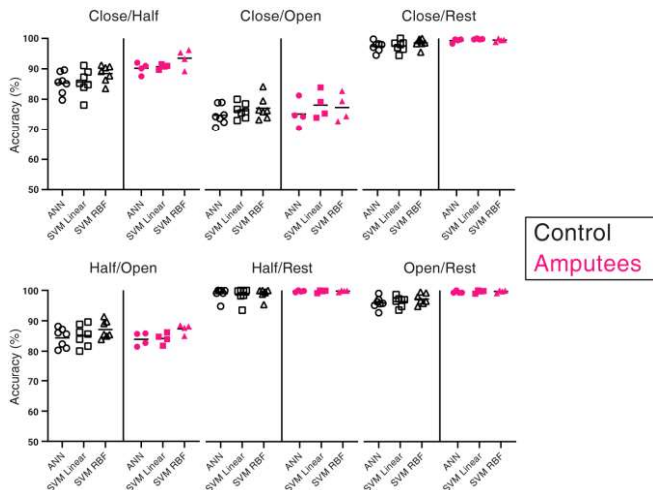 Close/Half
Close/Open
Close/Rest
Accuracy (%)
100
90
80
70
60
50
ANN
SVM Linear
SVM RBF
ANN
SVM Linear
SVM RBF
ANN
SVM Linear
SVM RBF
ANN
SVM Linear
SVM RBF
ANN
SVM Linear
SVM RBF
ANN
SVM Linear
SVM RBF
Control
Amputees
Half/Open
Half/Rest
Open/Rest
Accuracy (%)
100
90
80
70
60
50
ANN
SVM Linear
SVM RBF
ANN
SVM Linear
SVM RBF
ANN
SVM Linear
SVM RBF
ANN
SVM Linear
SVM RBF
ANN
SVM Linear
SVM RBF
ANN
SVM Linear
SVM RBF